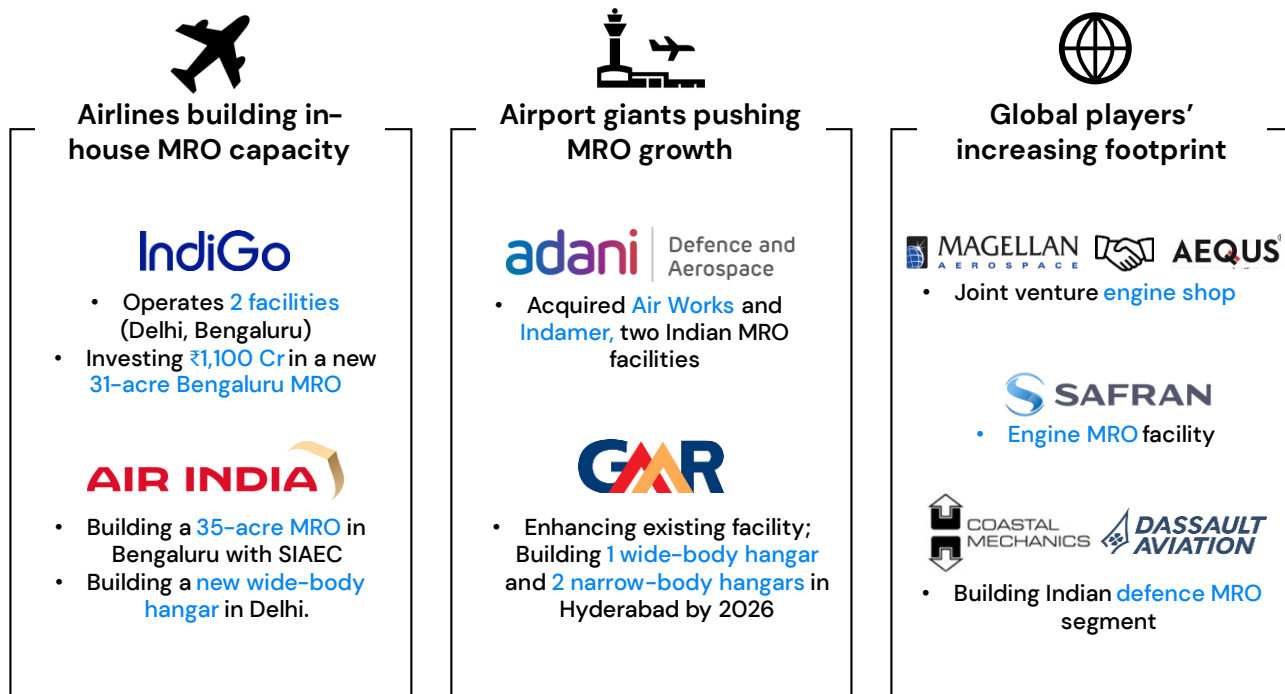 Airlines building in-
house MRO capacity
IndiGo
• Operates 2 facilities
(Delhi, Bengaluru)
• Investing ₹1,100 Cr in a new
31-acre Bengaluru MRO
AIR INDIA
• Building a 35-acre MRO in
Bengaluru with SIAEC
• Building a new wide-body
hangar in Delhi.
Airport giants pushing
MRO growth
adani
Defence and
Aerospace
• Acquired Air Works and
Indamer, two Indian MRO
facilities
GMR
• Enhancing existing facility;
Building 1 wide-body hangar
and 2 narrow-body hangars in
Hyderabad by 2026
Global players’
increasing footprint
MAGELLAN
AEROSPACE
AEQUS
• Joint venture engine shop
SAFRAN
• Engine MRO facility
COASTAL
MECHANICS
DASSAULT
AVIATION
• Building Indian defence MRO
segment